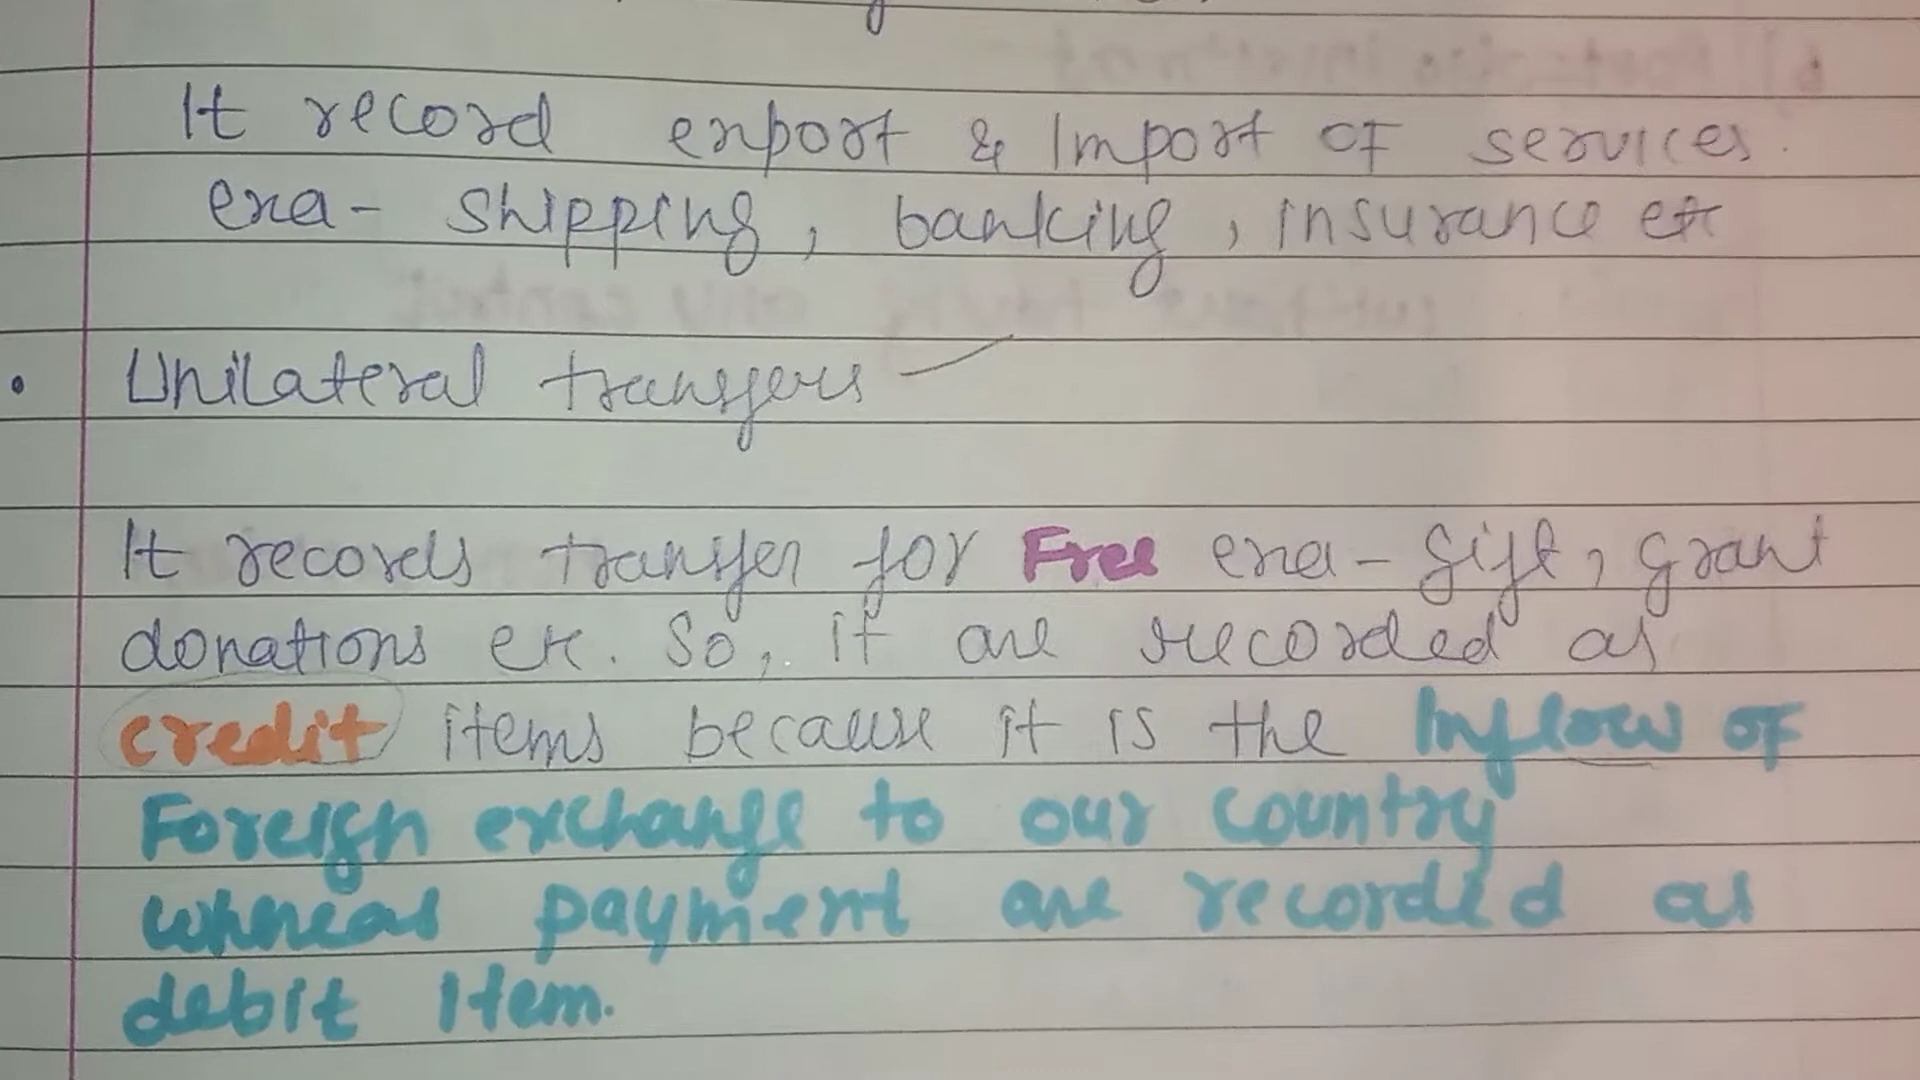 It record export & Import of services.
exa- shipping, banking, insurance etc
• Unilateral transfers -
It records transfer for Free exa- gift, grant
donations etc. So, it are recorded as
credit items because it is the Inflow of
Foreign exchange to our country
whereas payment are recorded as
debit Item.